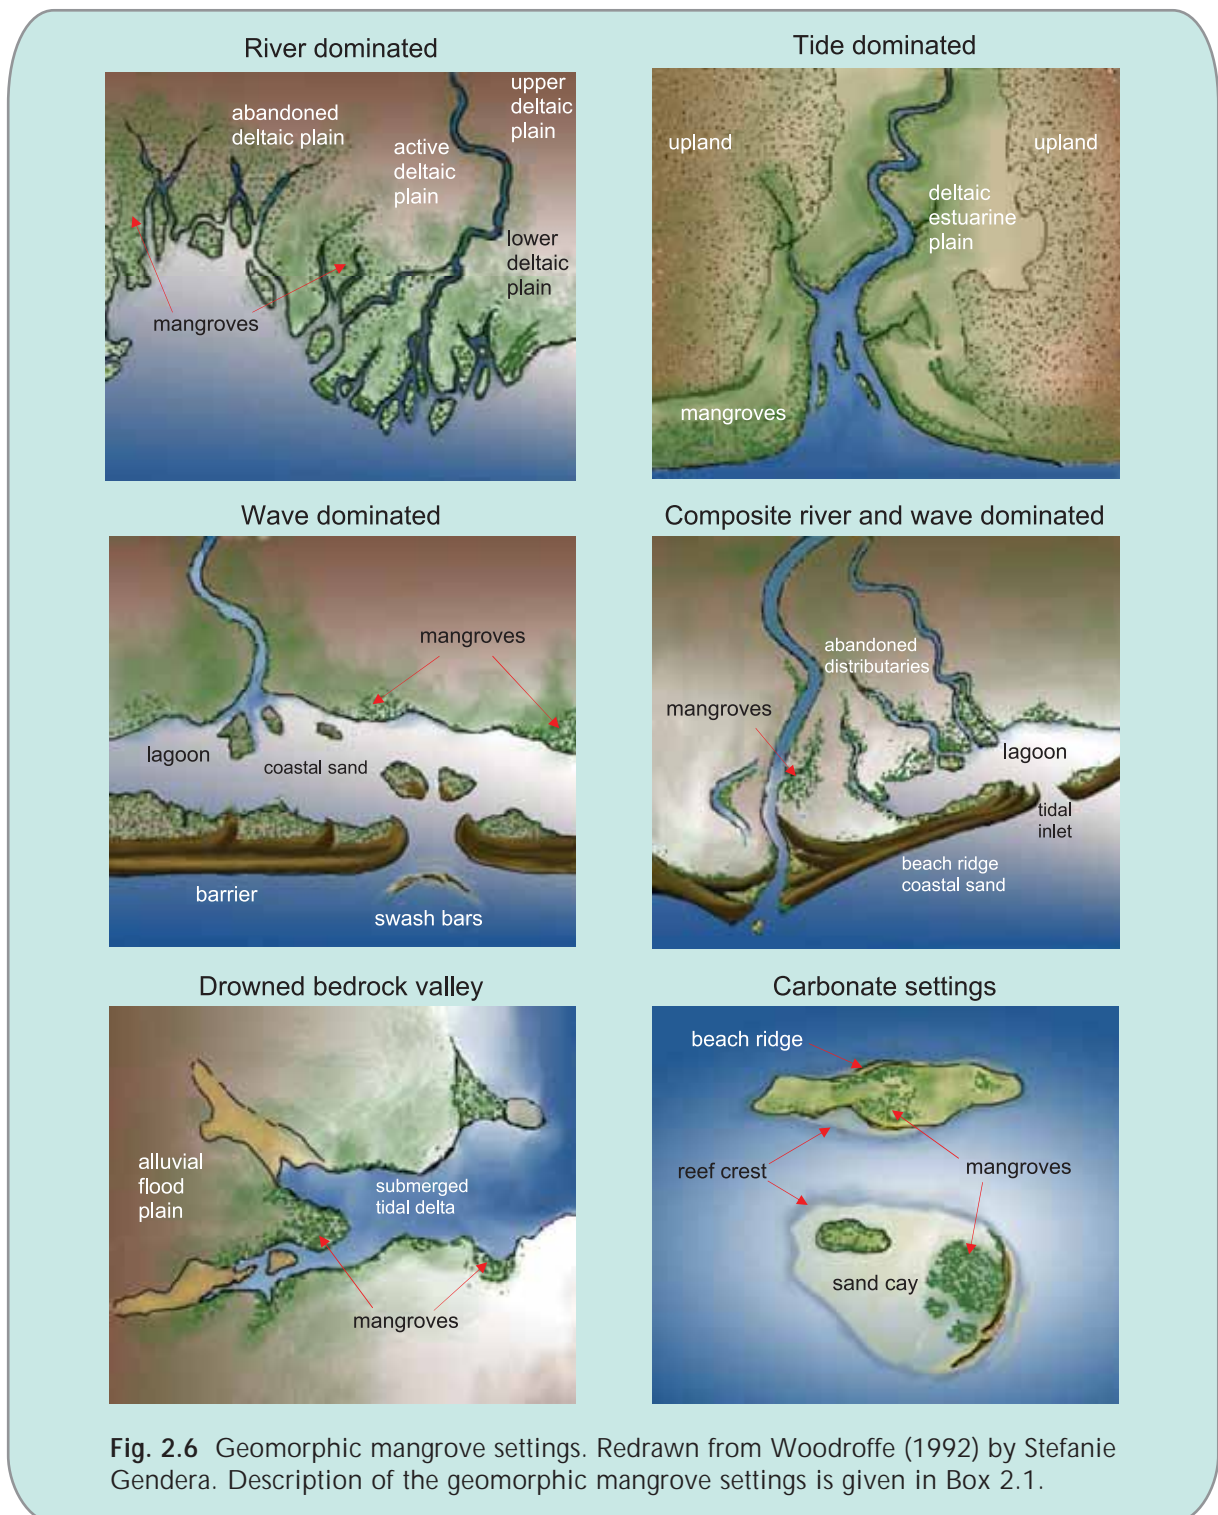 River dominated
upper
deltaic
plain
abandoned
deltaic plain
active
deltaic
plain
lower
deltaic
plain
mangroves
Tide dominated
upland
upland
deltaic
estuarine
plain
mangroves
Wave dominated
mangroves
lagoon
coastal sand
barrier
swash bars
Composite river and wave dominated
abandoned
distributaries
mangroves
lagoon
tidal
inlet
beach ridge
coastal sand
Drowned bedrock valley
alluvial
flood
plain
submerged
tidal delta
mangroves
Carbonate settings
beach ridge
reef crest
mangroves
sand cay
Fig. 2.6 Geomorphic mangrove settings. Redrawn from Woodroffe (1992) by Stefanie
Gendera. Description of the geomorphic mangrove settings is given in Box 2.1.